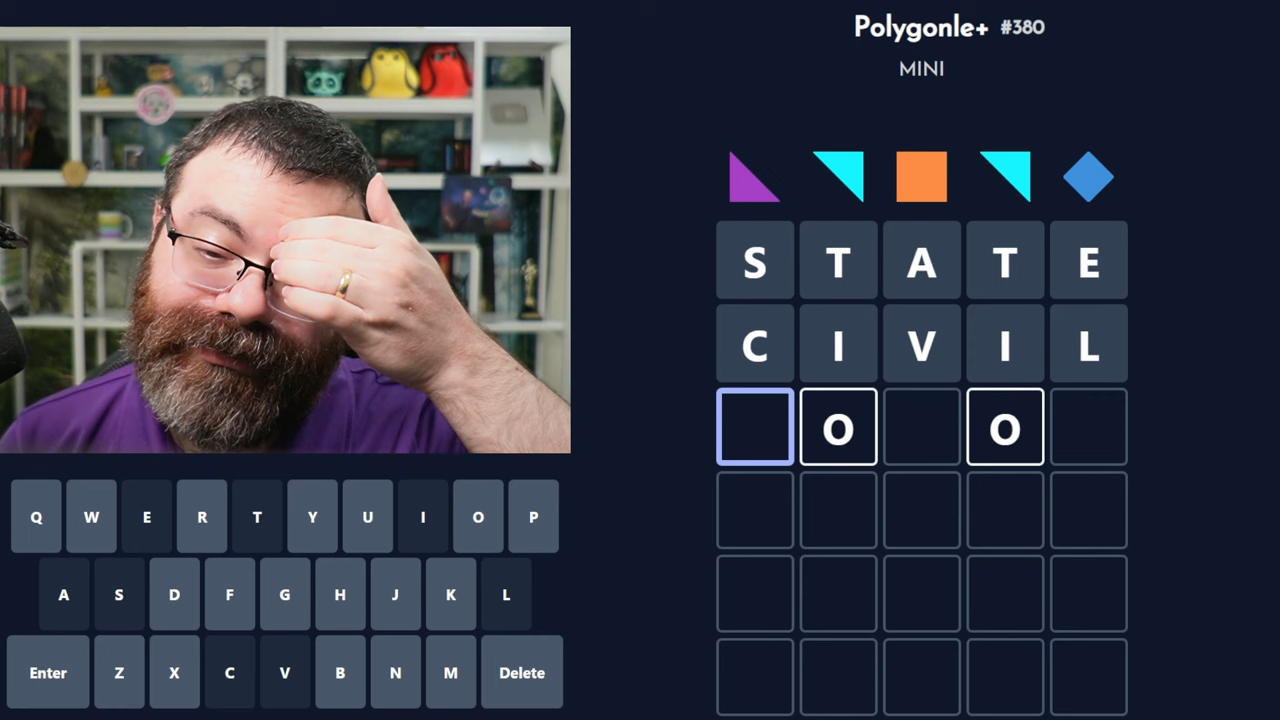 Polygonle+ #380
MINI
S T A T E
C I V I L
O O
Q W E R T Y U I O P
A S D F G H J K L
Enter Z X C V B N M Delete